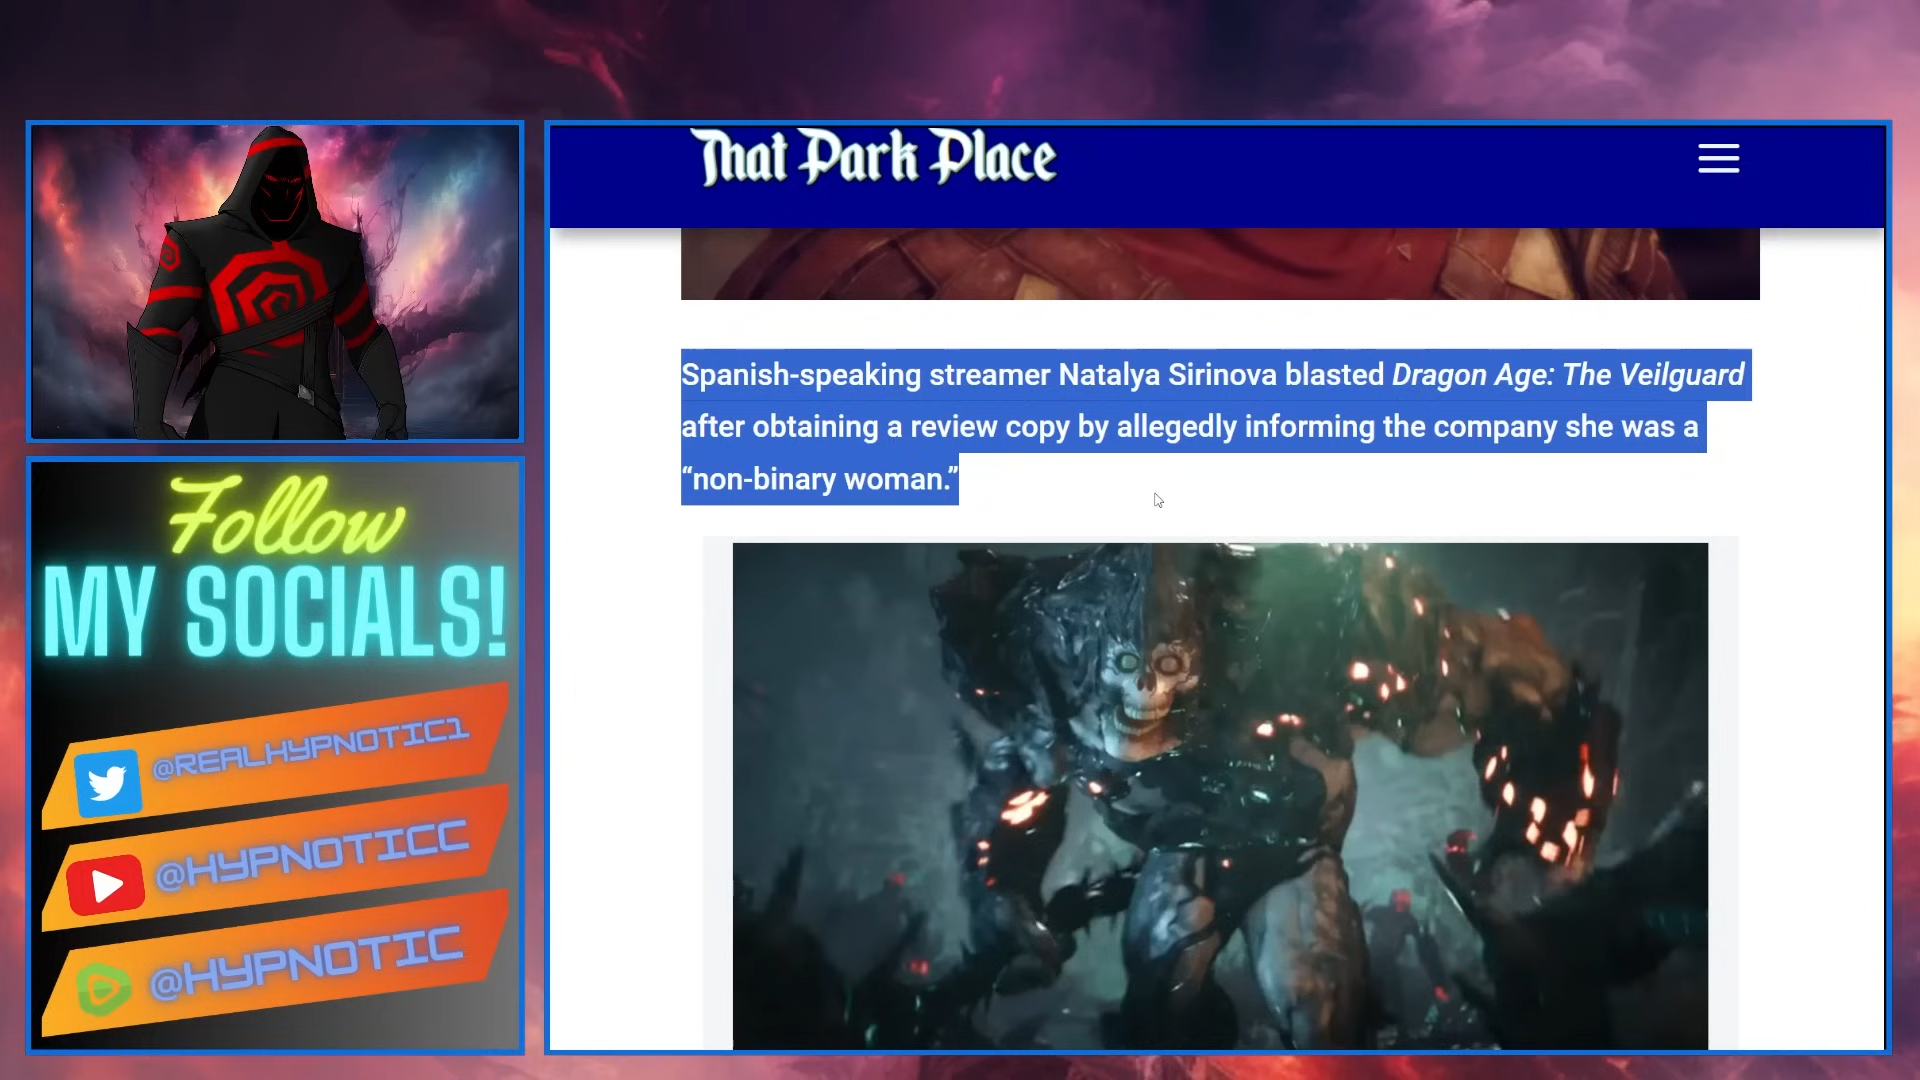 That Park Place
Spanish-speaking streamer Natalya Sirinova blasted Dragon Age: The Veilguard
after obtaining a review copy by allegedly informing the company she was a
“non-binary woman.”
Follow
MY SOCIALS!
@REALHYPNOTIC1
@HYPNOTICC
@HYPNOTIC